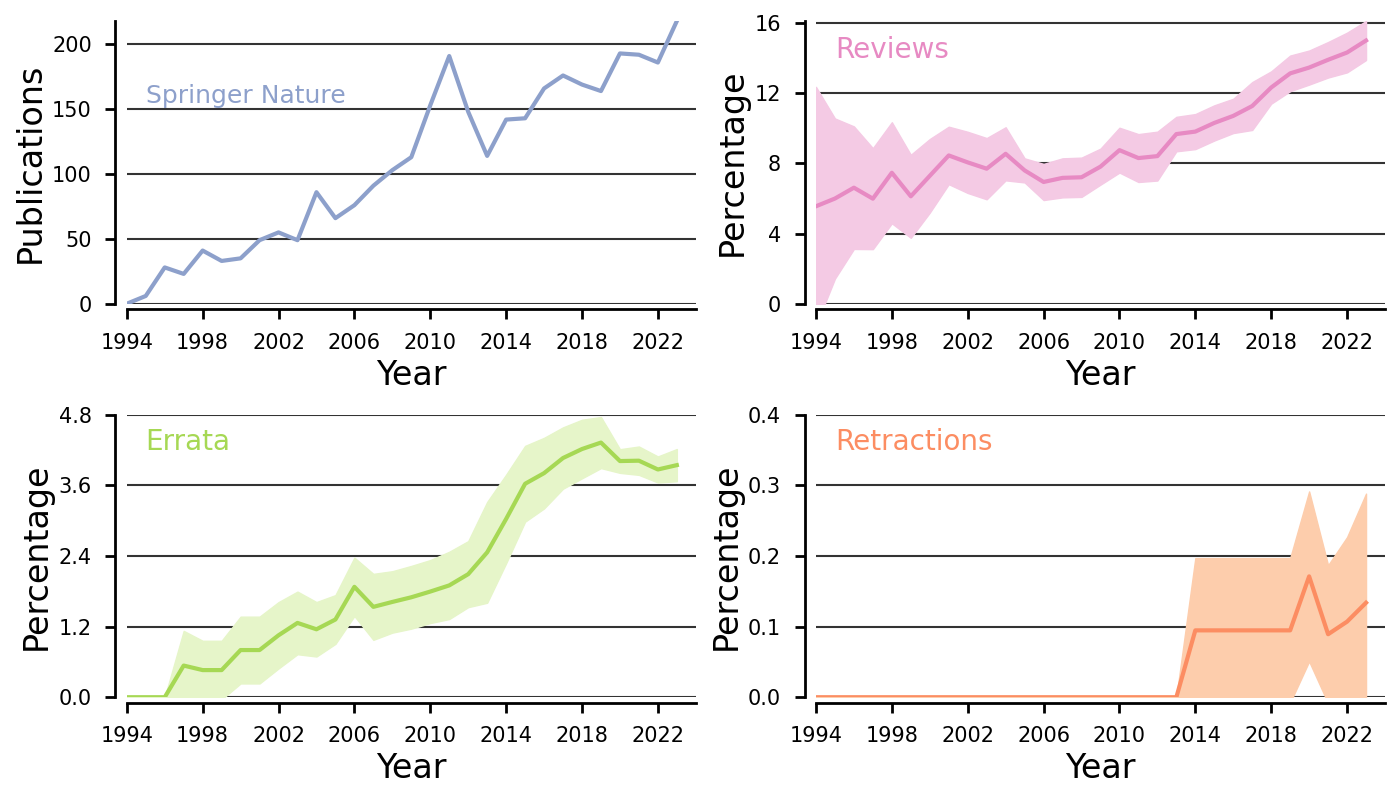 Publications
200
150
100
50
0
Springer Nature
1994 1998 2002 2006 2010 2014 2018 2022
Year
Percentage
16
12
8
4
0
Reviews
1994 1998 2002 2006 2010 2014 2018 2022
Year
Percentage
4.8
3.6
2.4
1.2
0.0
Errata
1994 1998 2002 2006 2010 2014 2018 2022
Year
Percentage
0.4
0.3
0.2
0.1
0.0
Retractions
1994 1998 2002 2006 2010 2014 2018 2022
Year